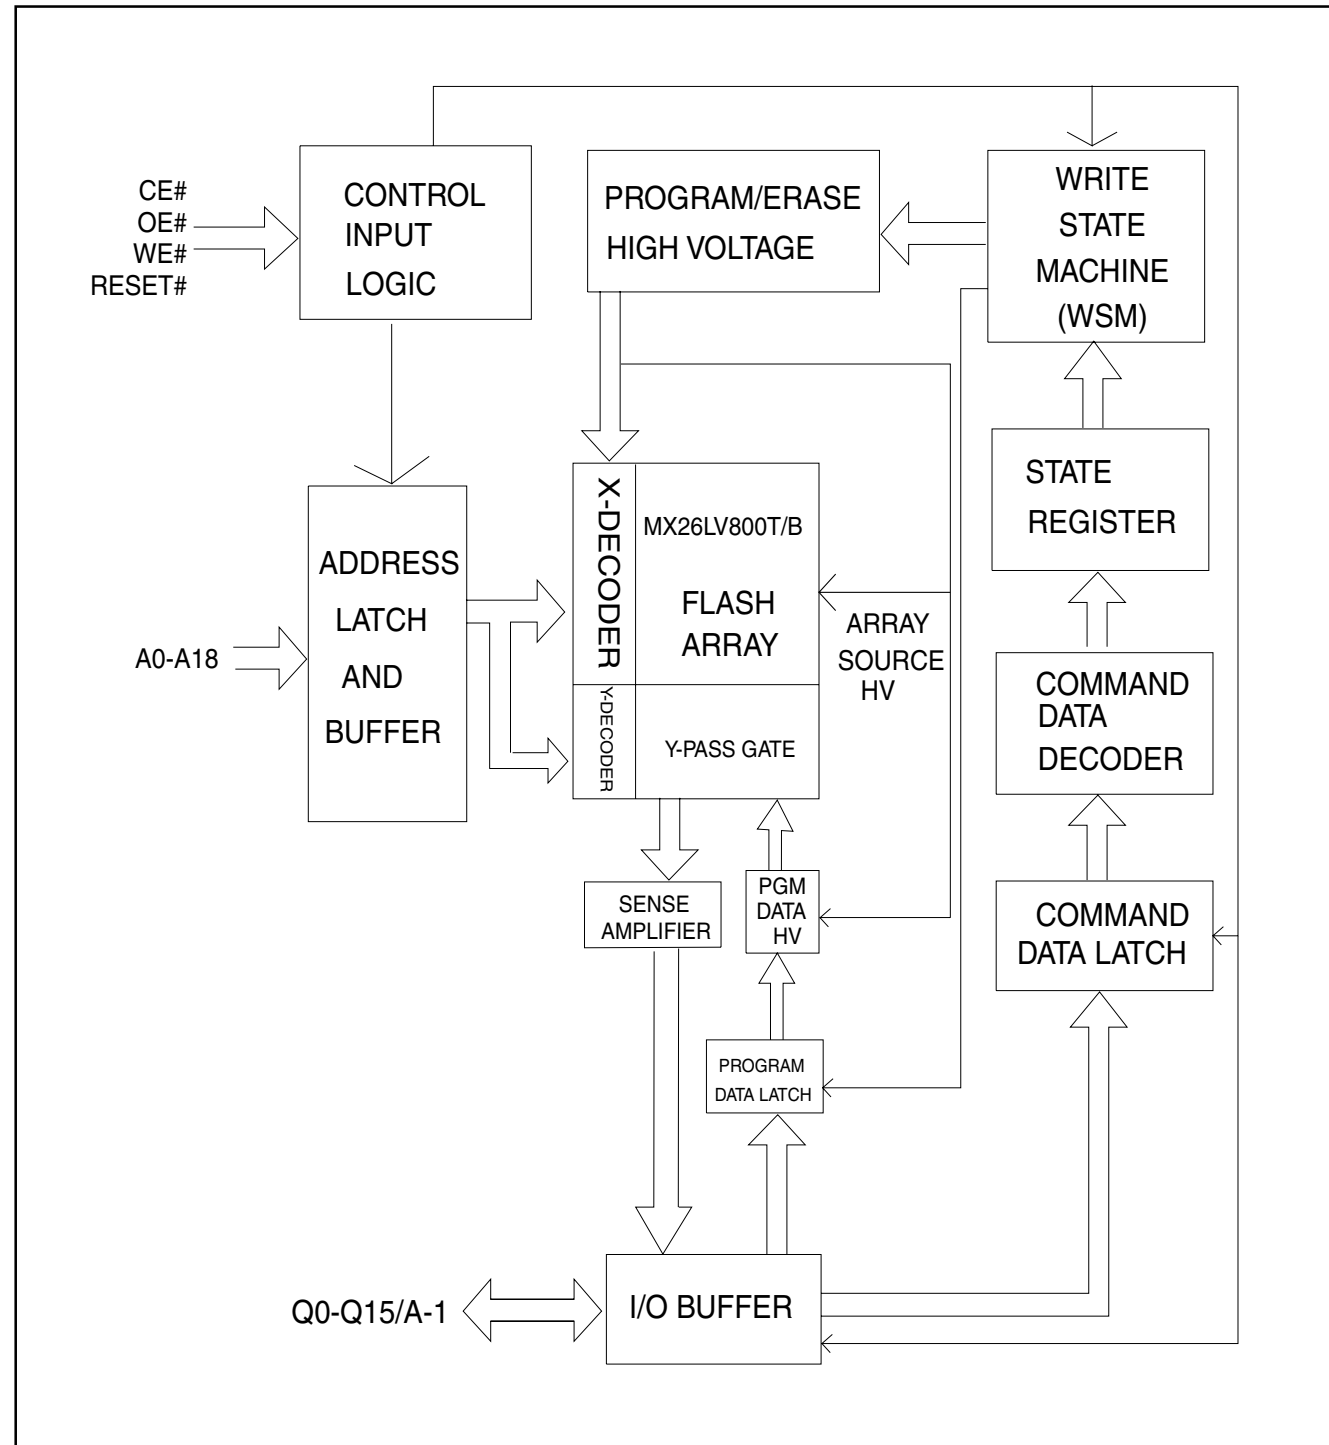 CE#
OE#
WE#
RESET#
CONTROL
INPUT
LOGIC
PROGRAM/ERASE
HIGH VOLTAGE
WRITE
STATE
MACHINE
(WSM)
STATE
REGISTER
X-DECODER
MX26LV800T/B
FLASH
ARRAY
ADDRESS
LATCH
AND
BUFFER
A0-A18
ARRAY
SOURCE
HV
COMMAND
DATA
DECODER
Y-DECODER
Y-PASS GATE
SENSE
AMPLIFIER
PGM
DATA
HV
COMMAND
DATA LATCH
PROGRAM
DATA LATCH
Q0-Q15/A-1
I/O BUFFER